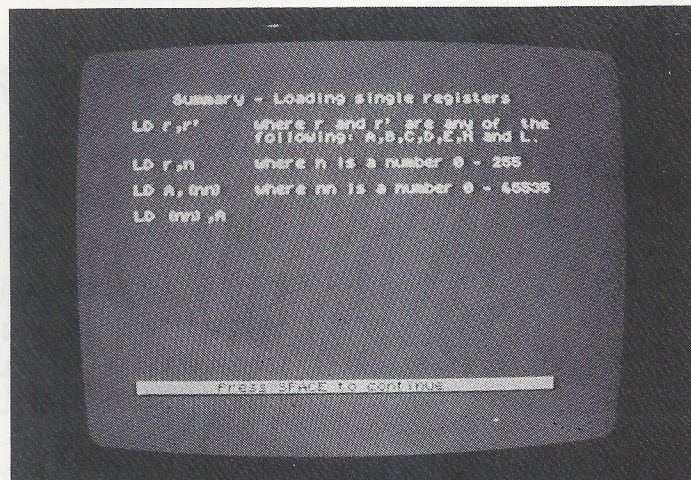 Summary - Loading single registers
LD r,r' where r and r' are any of the
following: A,B,C,D,E,H and L.
LD r,n where n is a number 0 - 255
LD A,(nn) where nn is a number 0 - 65535
LD (nn),A
Press SPACE to continue